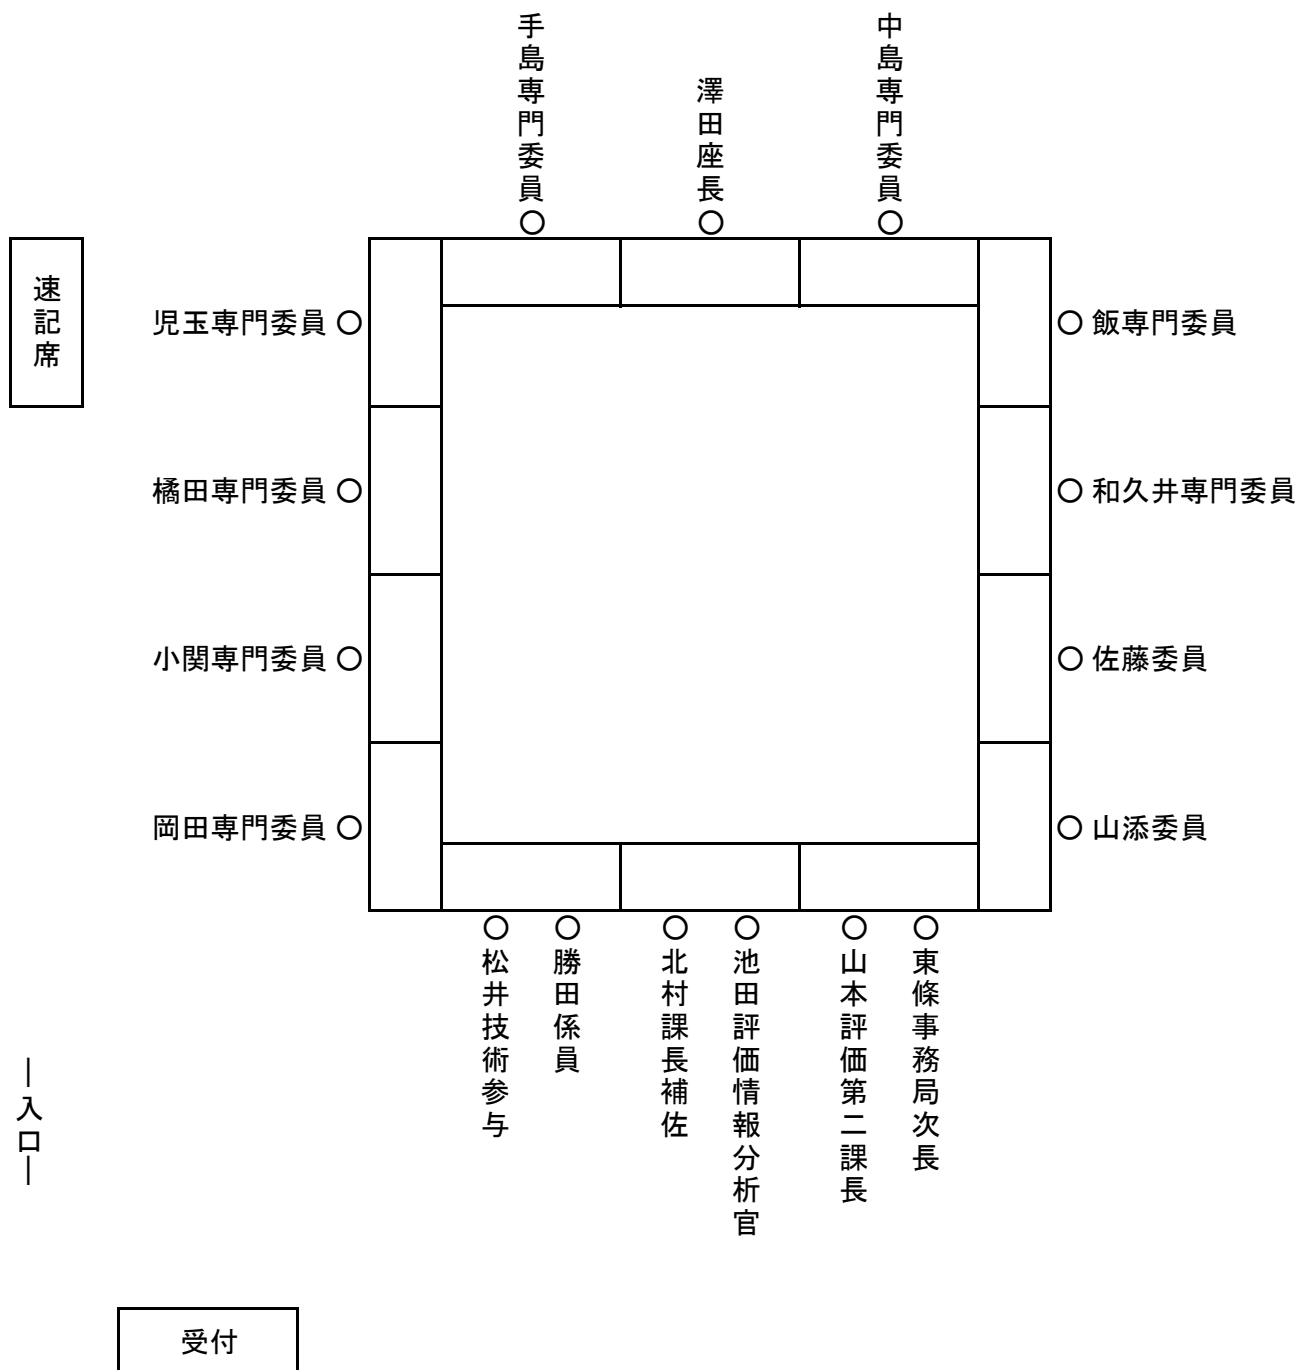 手島専門委員○
澤田座長○
中島専門委員○
速記席
児玉専門委員○
○飯専門委員
橘田専門委員○
○和久井専門委員
小関専門委員○
○佐藤委員
岡田専門委員○
○山添委員
○松井技術参与
○勝田係員
○北村課長補佐
○池田評価情報分析官
○山本評価第二課長
○東條事務局次長
|入口|
受付